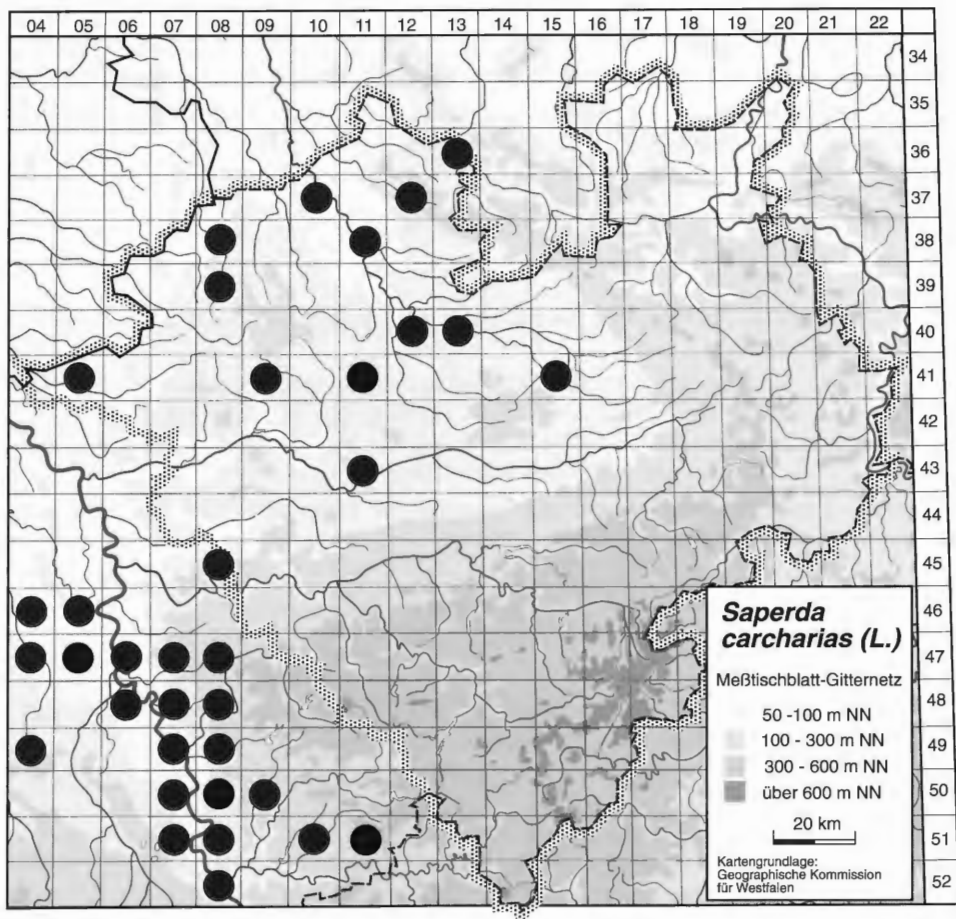 04 05 06 07 08 09 10 11 12 13 14 15 16 17 18 19 20 21 22
34
35
36
37
38
39
40
41
42
43
44
45
46
47
48
49
50
51
52
Saperda
carcharias (L.)
Meßtischblatt-Gitternetz
50 -100 m NN
100 - 300 m NN
300 - 600 m NN
über 600 m NN
20 km
Kartengrundlage:
Geographische Kommission
für Westfalen